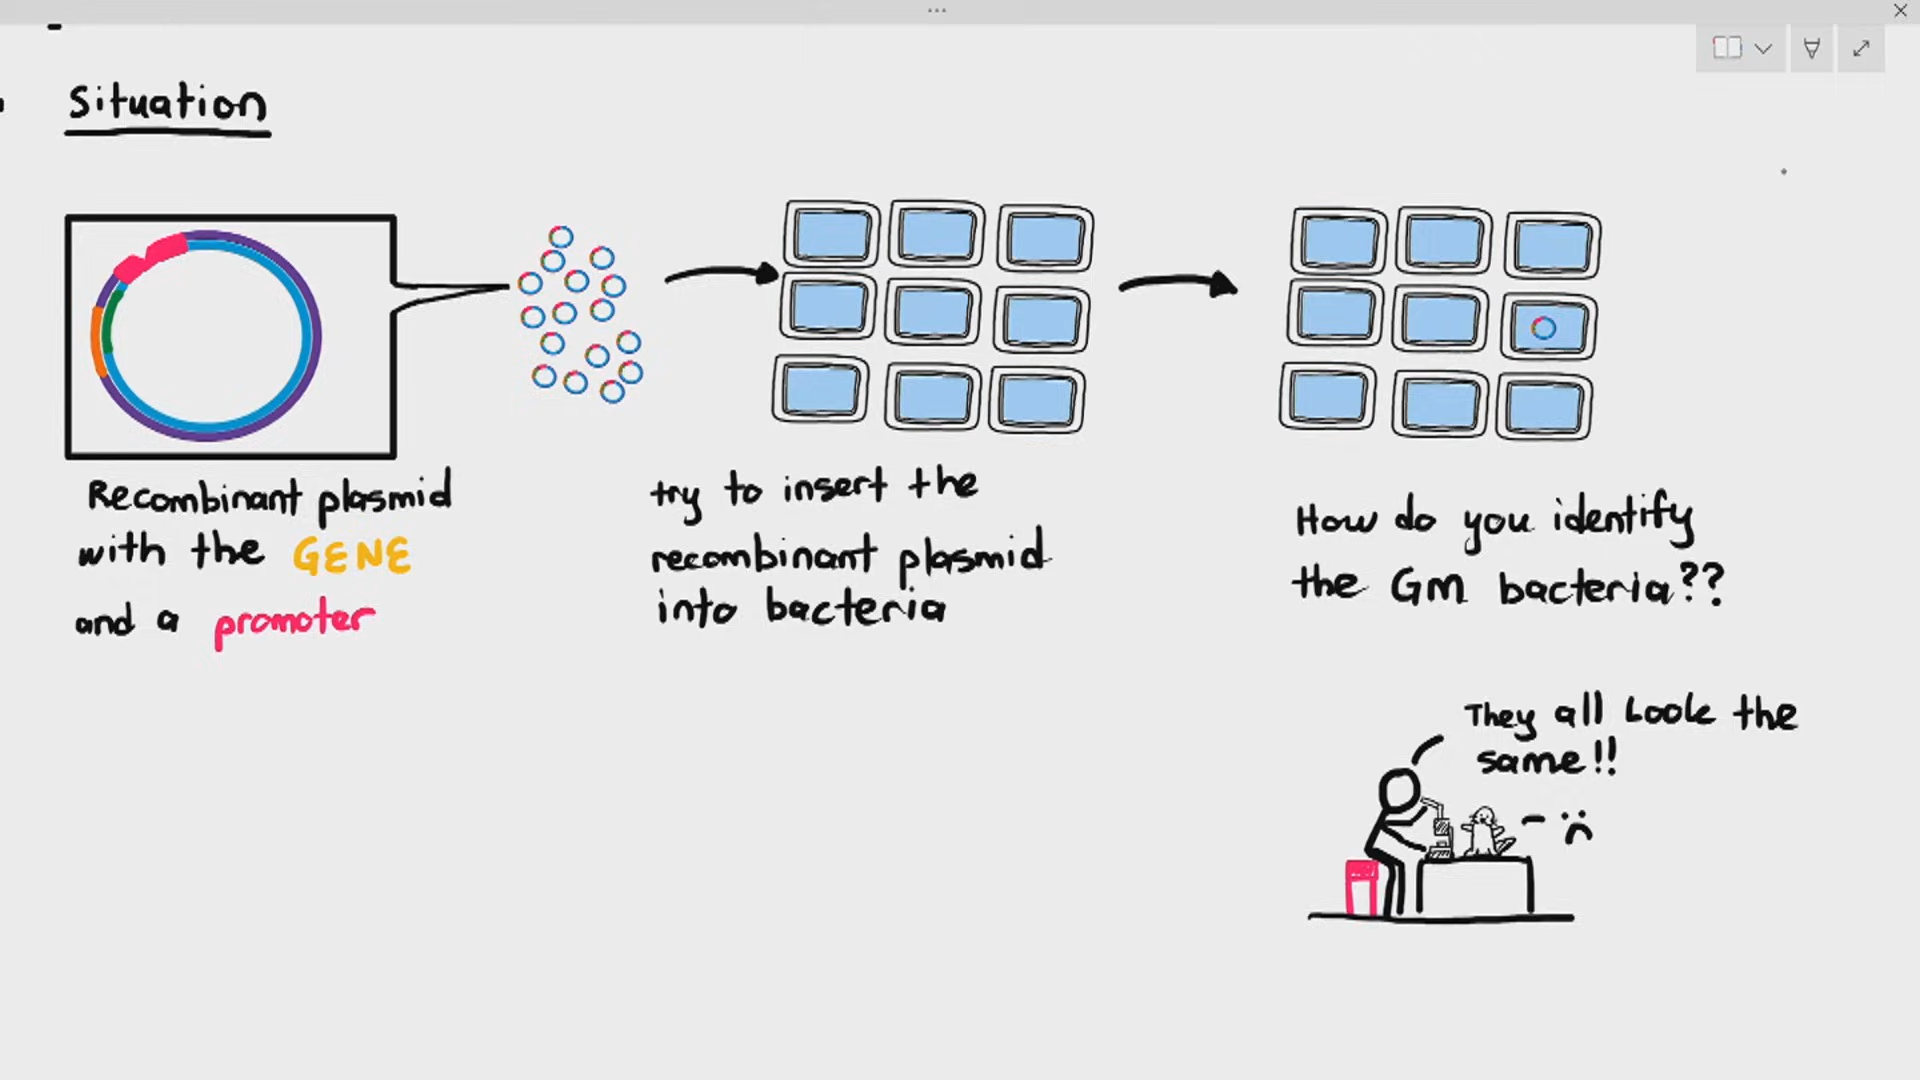 Situation
Recombinant plasmid
with the GENE
and a promoter
try to insert the
recombinant plasmid
into bacteria
How do you identify
the GM bacteria??
They all look the
same!!